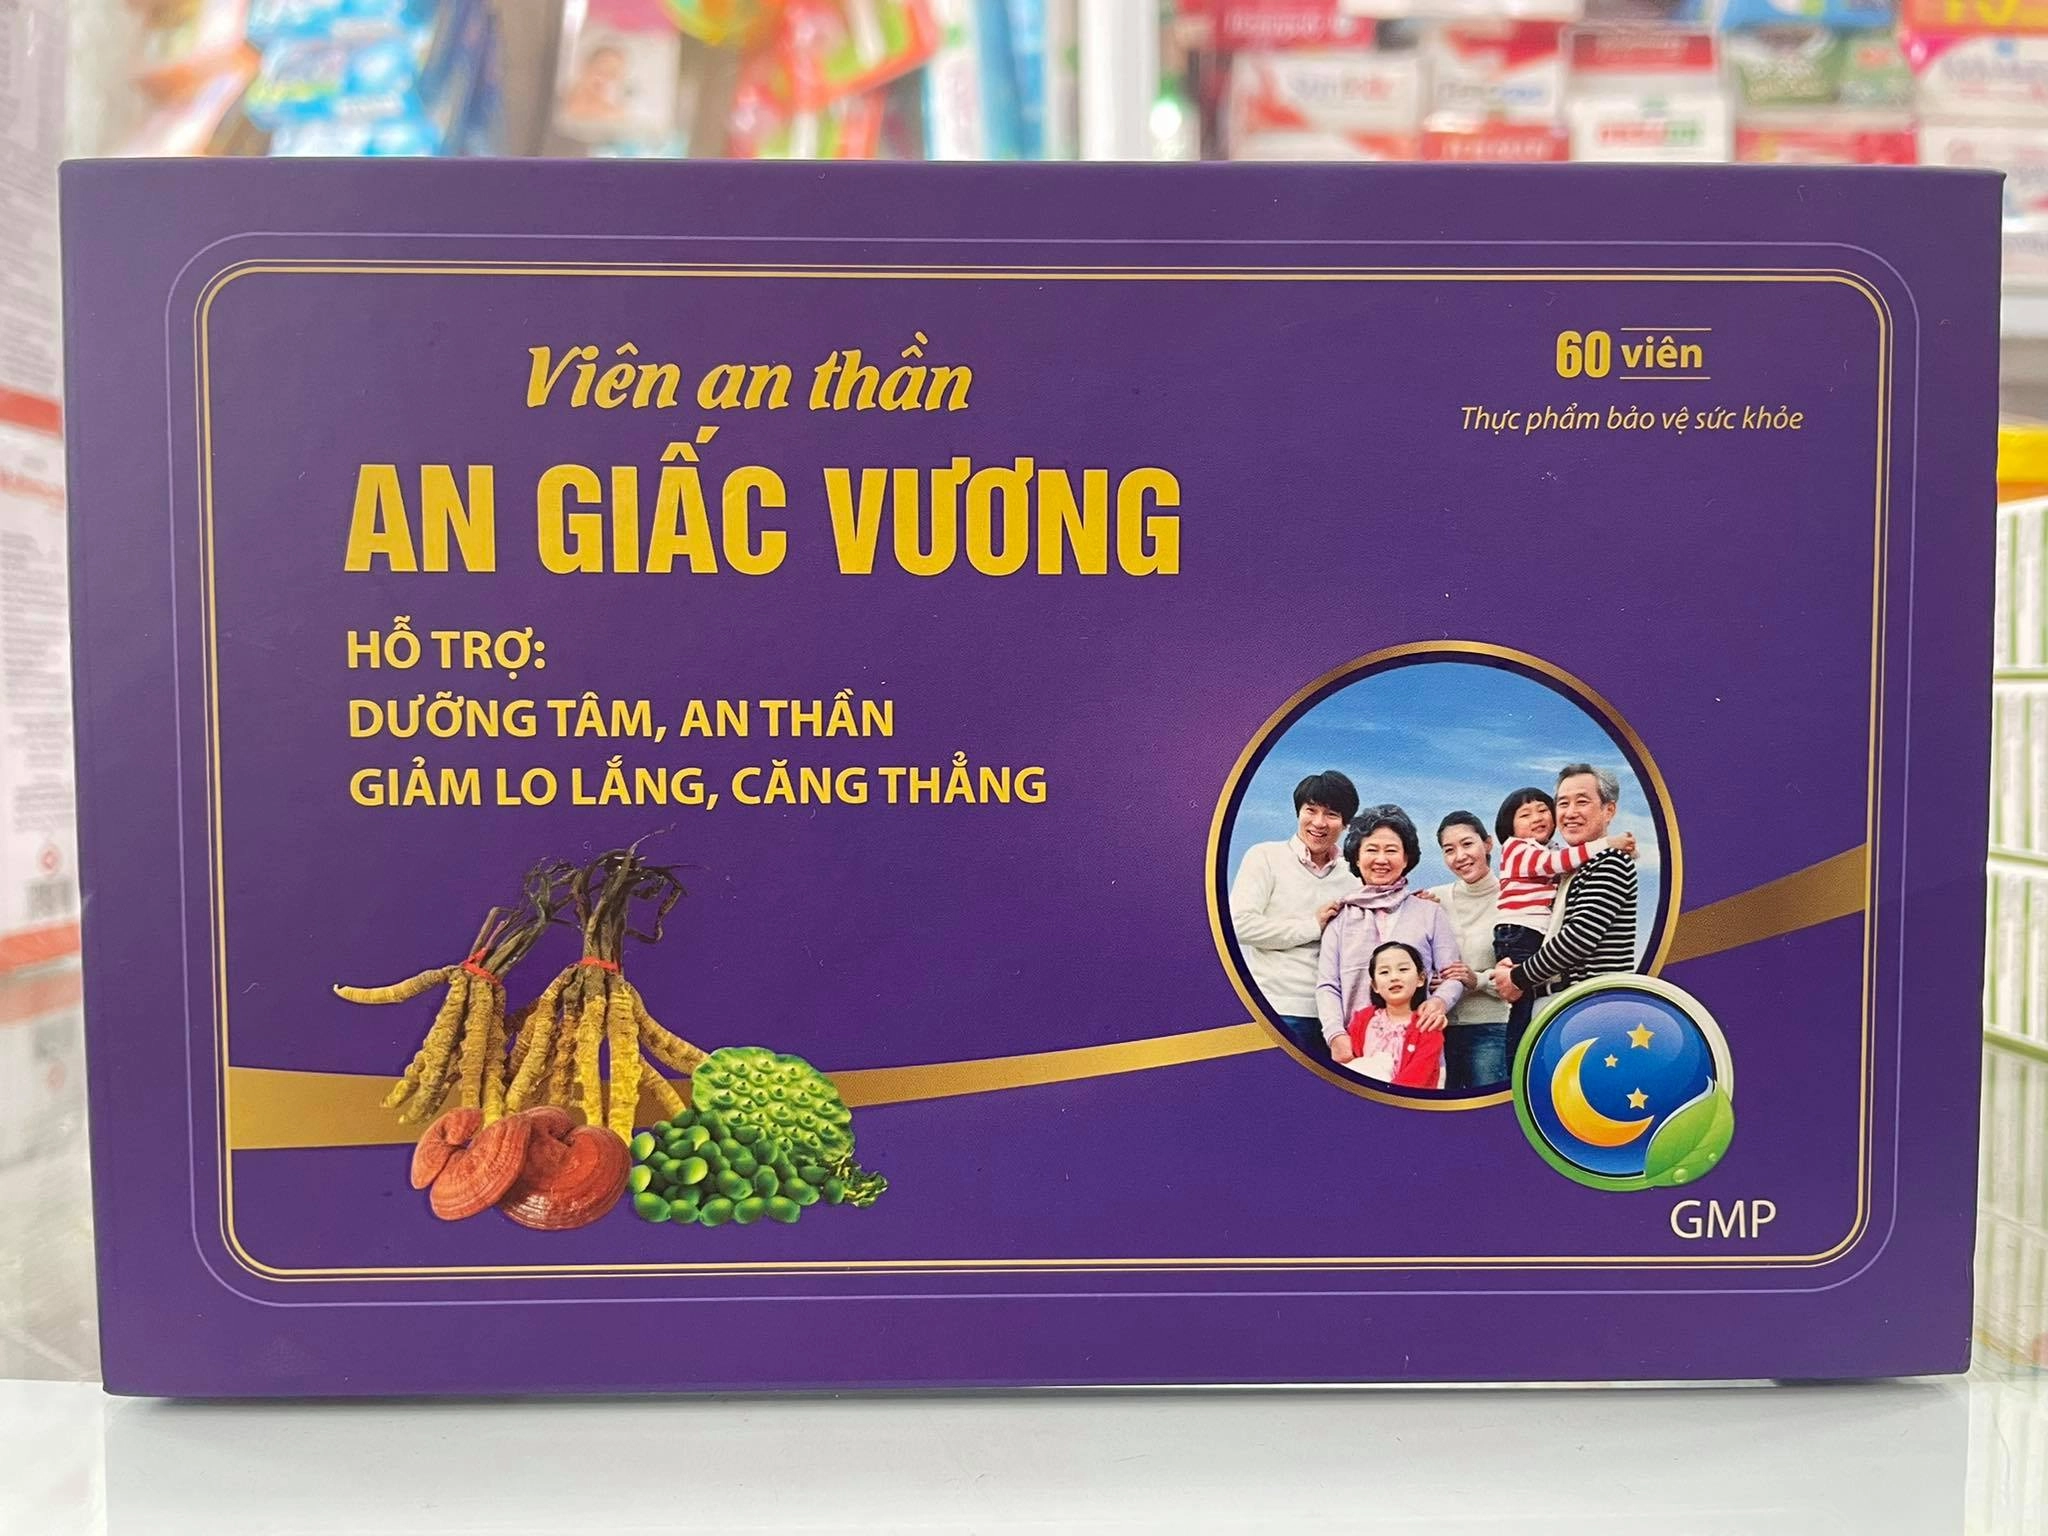 Viên an thần
60 viên
Thực phẩm bảo vệ sức khỏe
AN GIẤC VƯƠNG
HỖ TRỢ:
DƯỠNG TÂM, AN THẦN
GIẢM LO LẮNG, CĂNG THẲNG
GMP